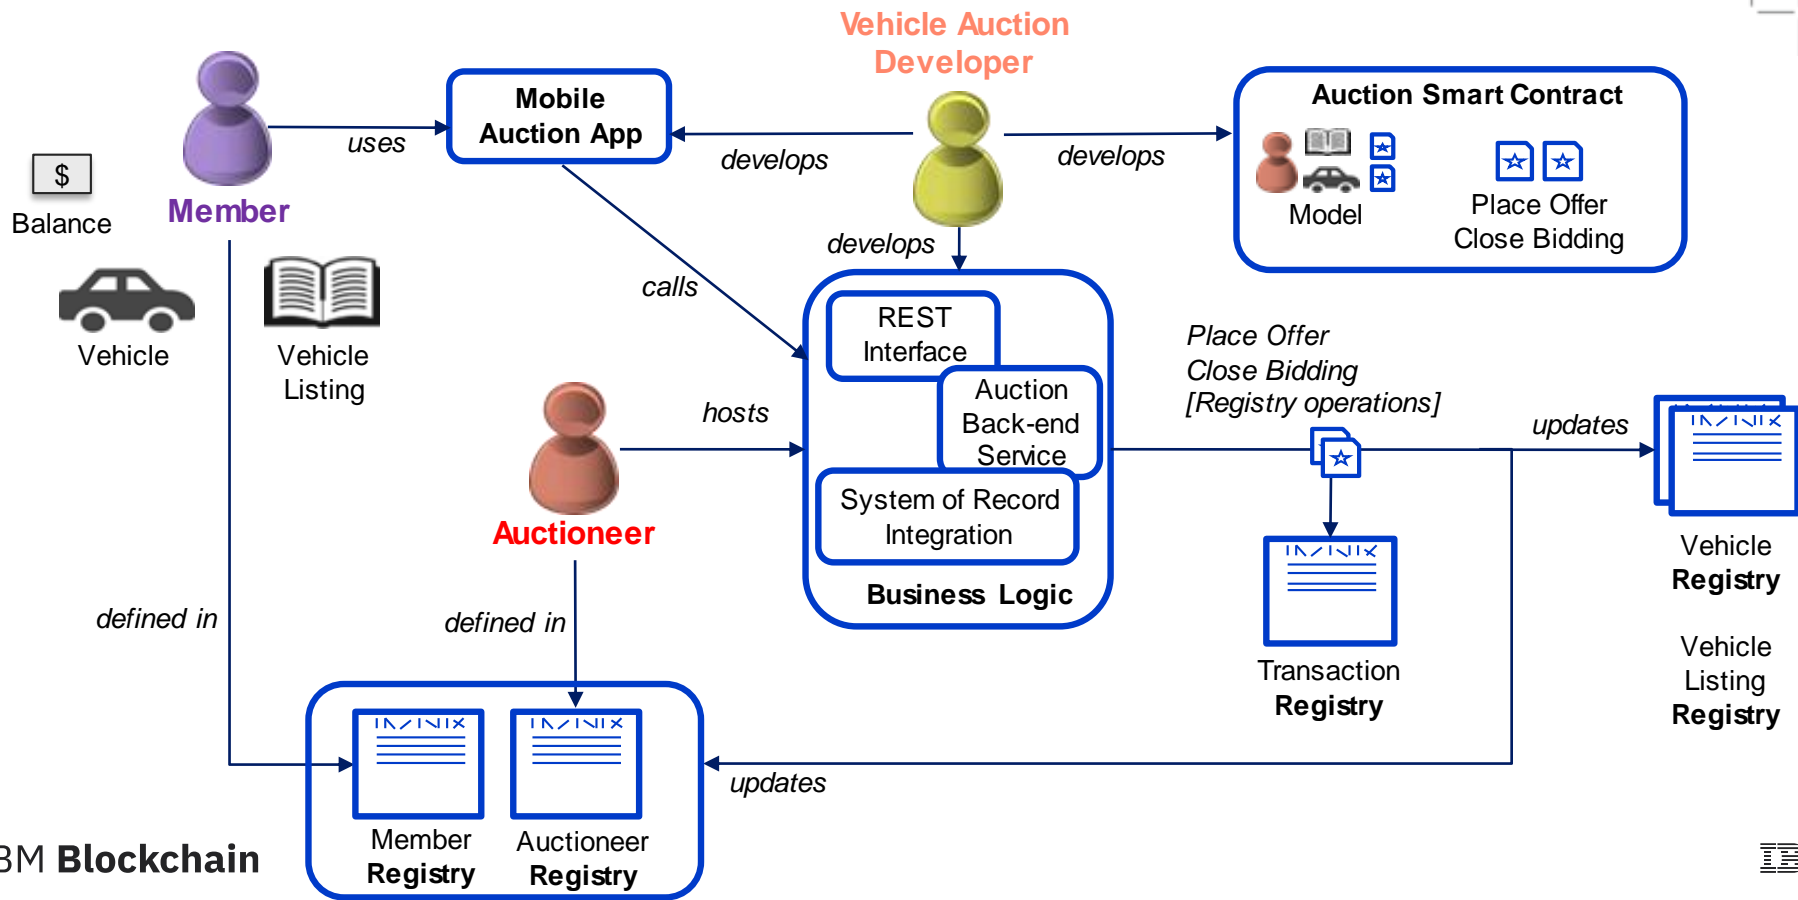 Vehicle Auction
Developer
Mobile
Auction App
Auction Smart Contract
uses
develops
develops
$
Balance
Member
Model
Place Offer
Close Bidding
develops
calls
Vehicle
Vehicle
Listing
REST
Interface
Auction
Back-end
Service
System of Record
Integration
Business Logic
Place Offer
Close Bidding
[Registry operations]
hosts
updates
Auctioneer
Vehicle
Registry
Vehicle
Listing
Registry
Transaction
Registry
defined in
defined in
updates
Member
Registry
Auctioneer
Registry
BM Blockchain